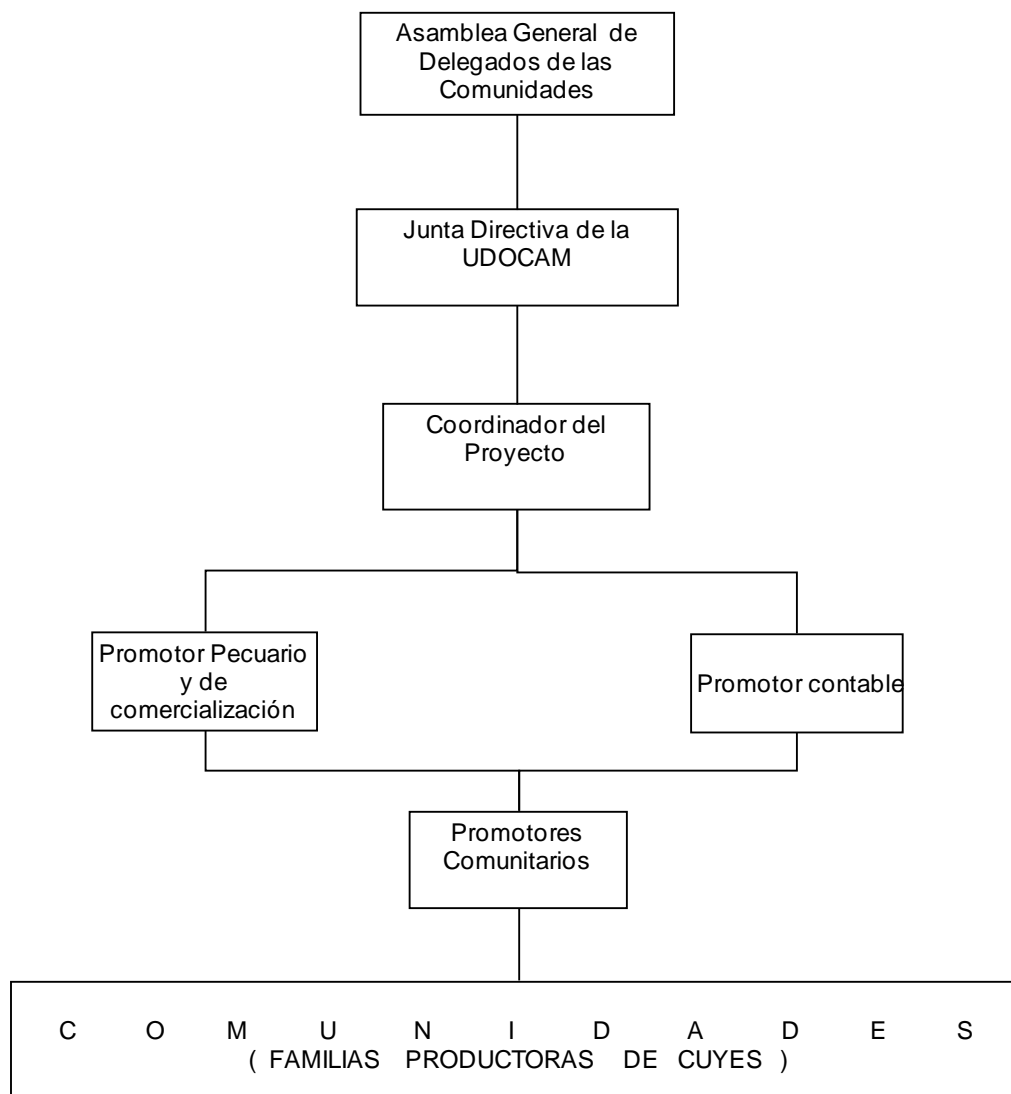 Asamblea General de
Delegados de las
Comunidades
Junta Directiva de la
UDOCAM
Coordinador del
Proyecto
Promotor Pecuario
y de
comercialización
Promotor contable
Promotores
Comunitarios
C O M U N I D A D E S
( FAMILIAS PRODUCTORAS DE CUYES )